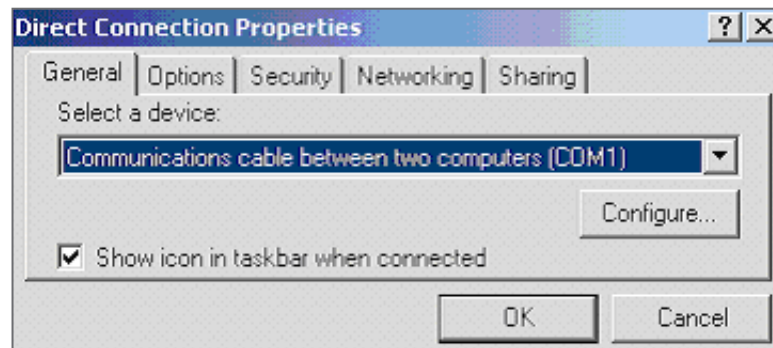 Direct Connection Properties
General Options Security Networking Sharing
Select a device:
Communications cable between two computers (COM1)
Configure...
Show icon in taskbar when connected
OK Cancel